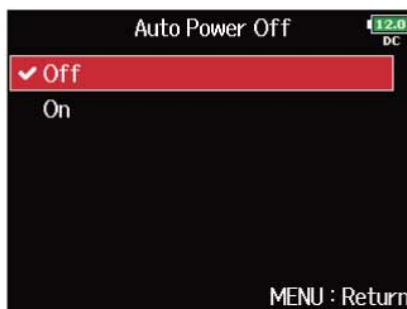 Auto Power Off
12.0
DC
✔ Off
On
MENU : Return